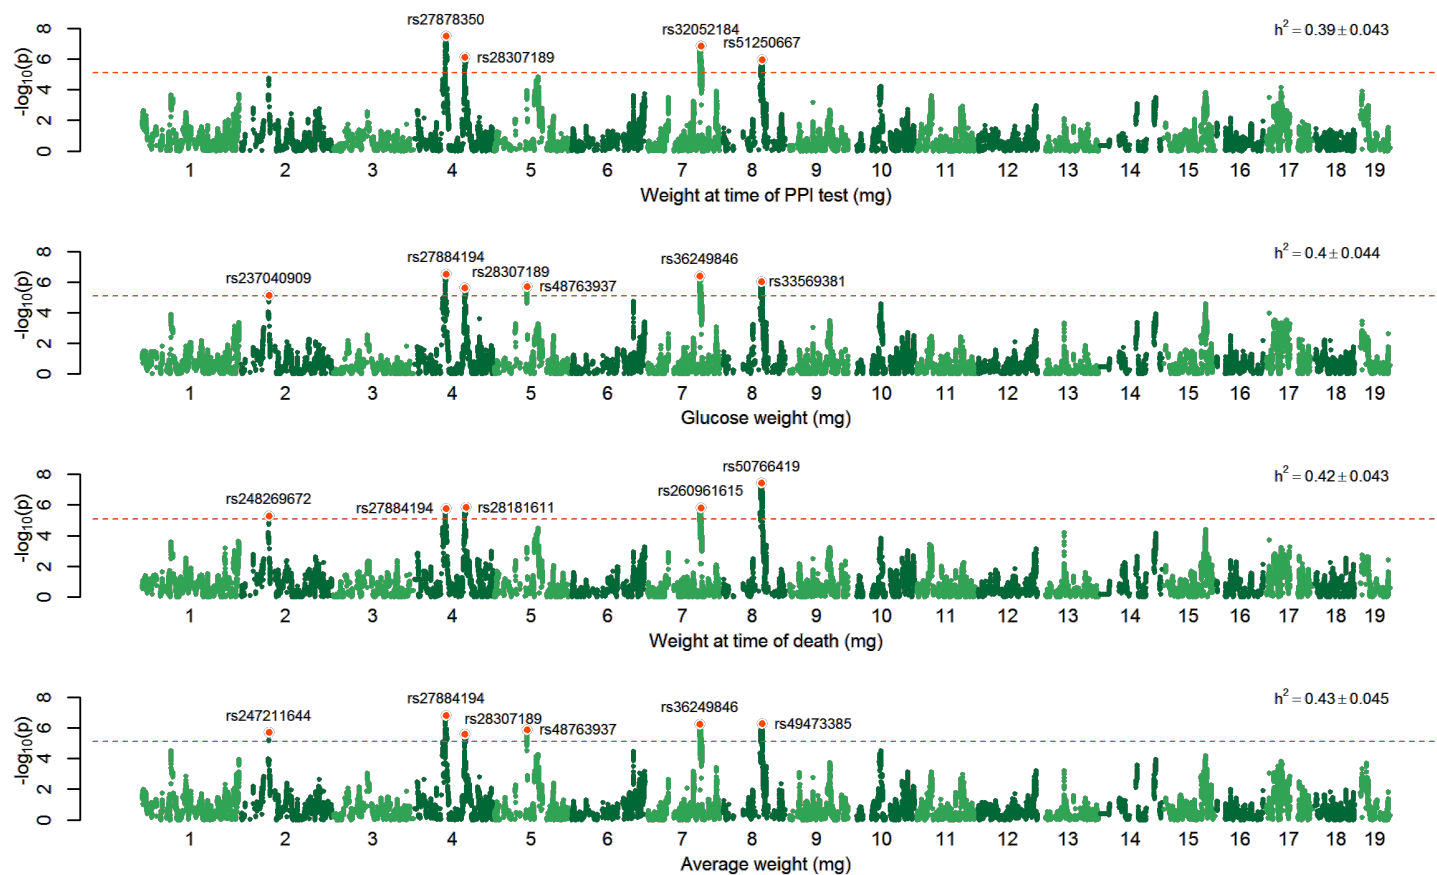 rs27878350
rs28307189
rs32052184
rs51250667
h² = 0.39 ± 0.043
-log₁₀(p)
8
6
4
2
0
1 2 3 4 5 6 7 8 9 10 11 12 13 14 15 16 17 18 19
Weight at time of PPI test (mg)
rs237040909
rs27884194
rs28307189
rs48763937
rs36249846
rs33569381
h² = 0.4 ± 0.044
-log₁₀(p)
8
6
4
2
0
1 2 3 4 5 6 7 8 9 10 11 12 13 14 15 16 17 18 19
Glucose weight (mg)
rs248269672
rs27884194
rs28181611
rs260961615
rs50766419
h² = 0.42 ± 0.043
-log₁₀(p)
8
6
4
2
0
1 2 3 4 5 6 7 8 9 10 11 12 13 14 15 16 17 18 19
Weight at time of death (mg)
rs247211644
rs27884194
rs28307189
rs48763937
rs36249846
rs49473385
h² = 0.43 ± 0.045
-log₁₀(p)
8
6
4
2
0
1 2 3 4 5 6 7 8 9 10 11 12 13 14 15 16 17 18 19
Average weight (mg)